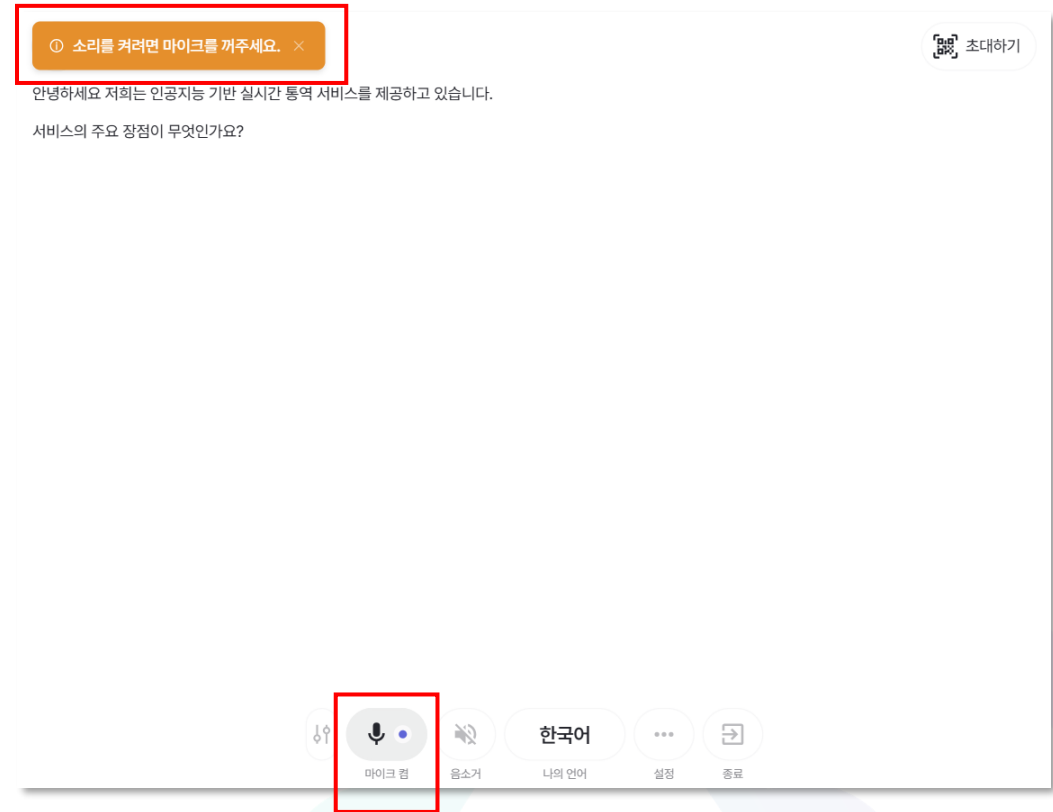 소리를 켜려면 마이크를 꺼주세요.
초대하기
안녕하세요 저희는 인공지능 기반 실시간 통역 서비스를 제공하고 있습니다.
서비스의 주요 장점이 무엇인가요?
한국어
마이크 켬
음소거
나의 언어
설정
종료